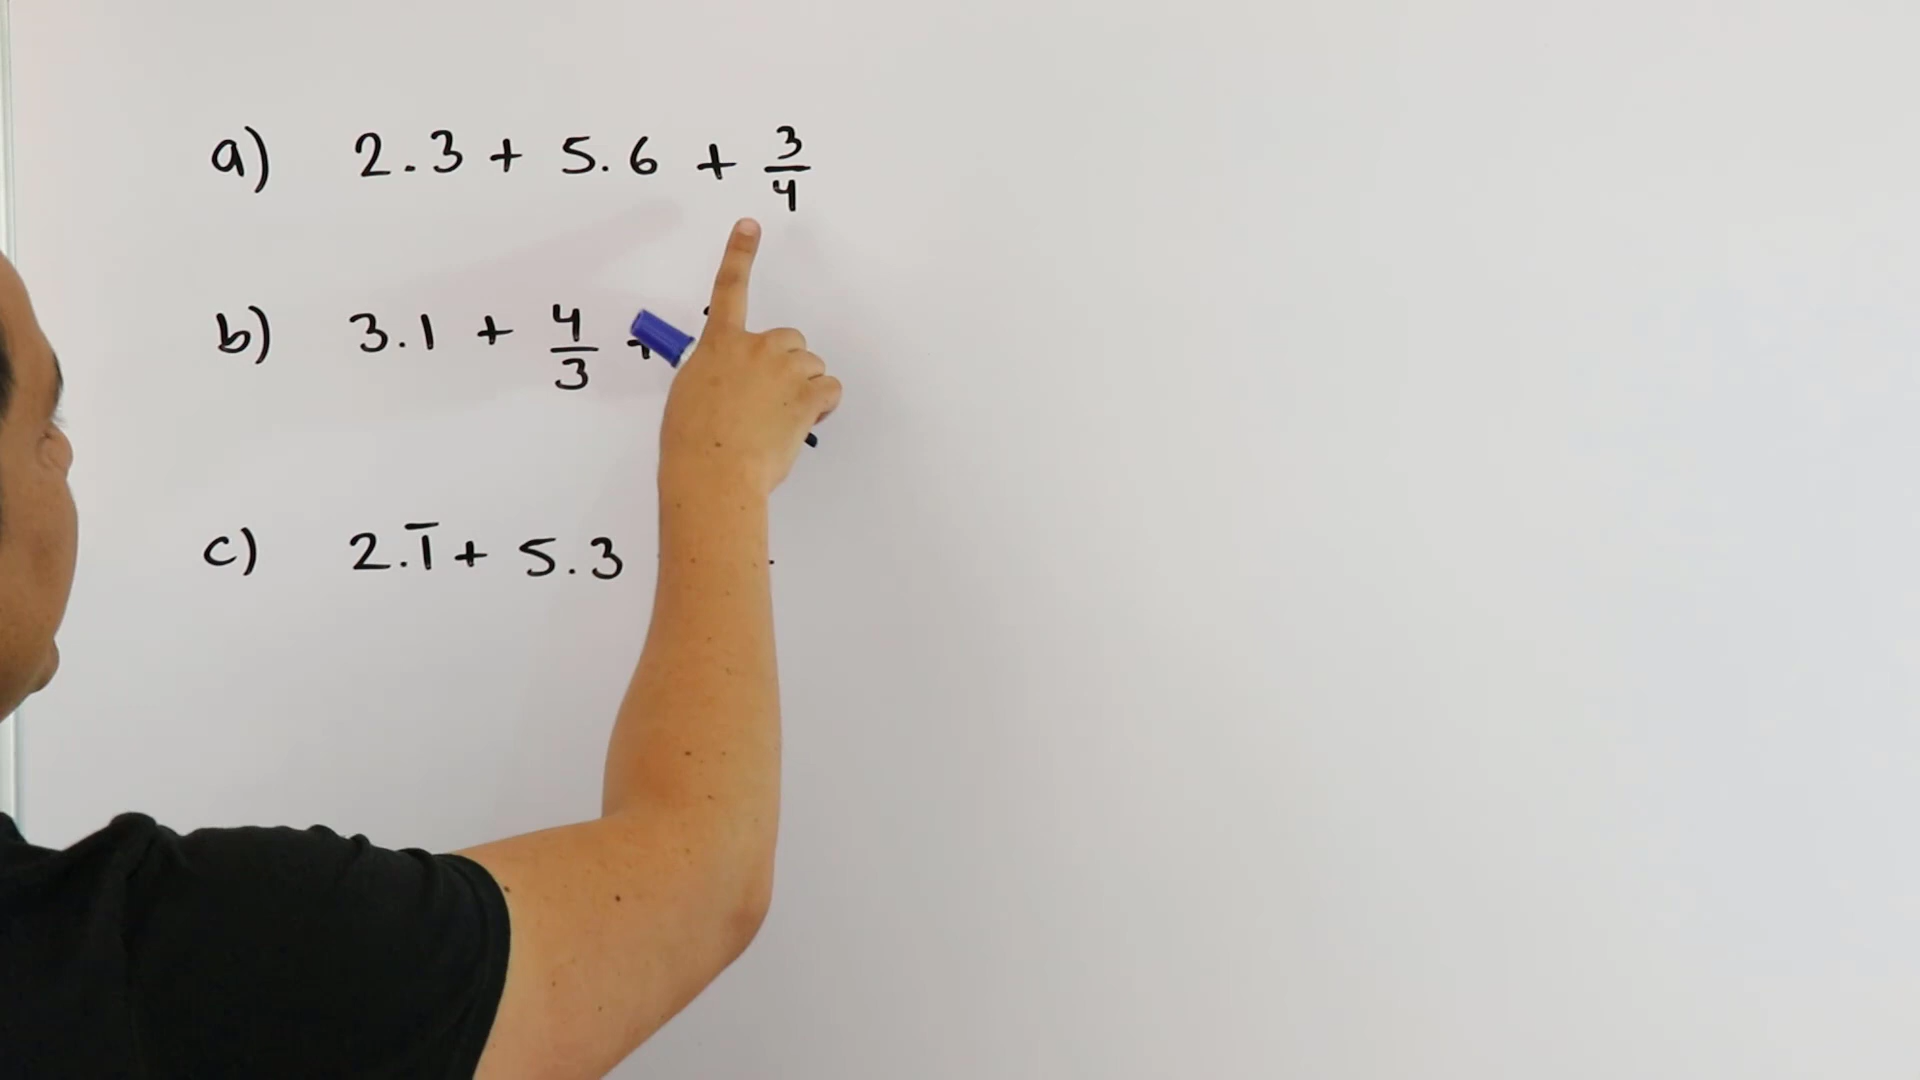 a) 2.3 + 5.6 + 3/4
b) 3.1 + 4/3 +
c) 2.1̅ + 5.3